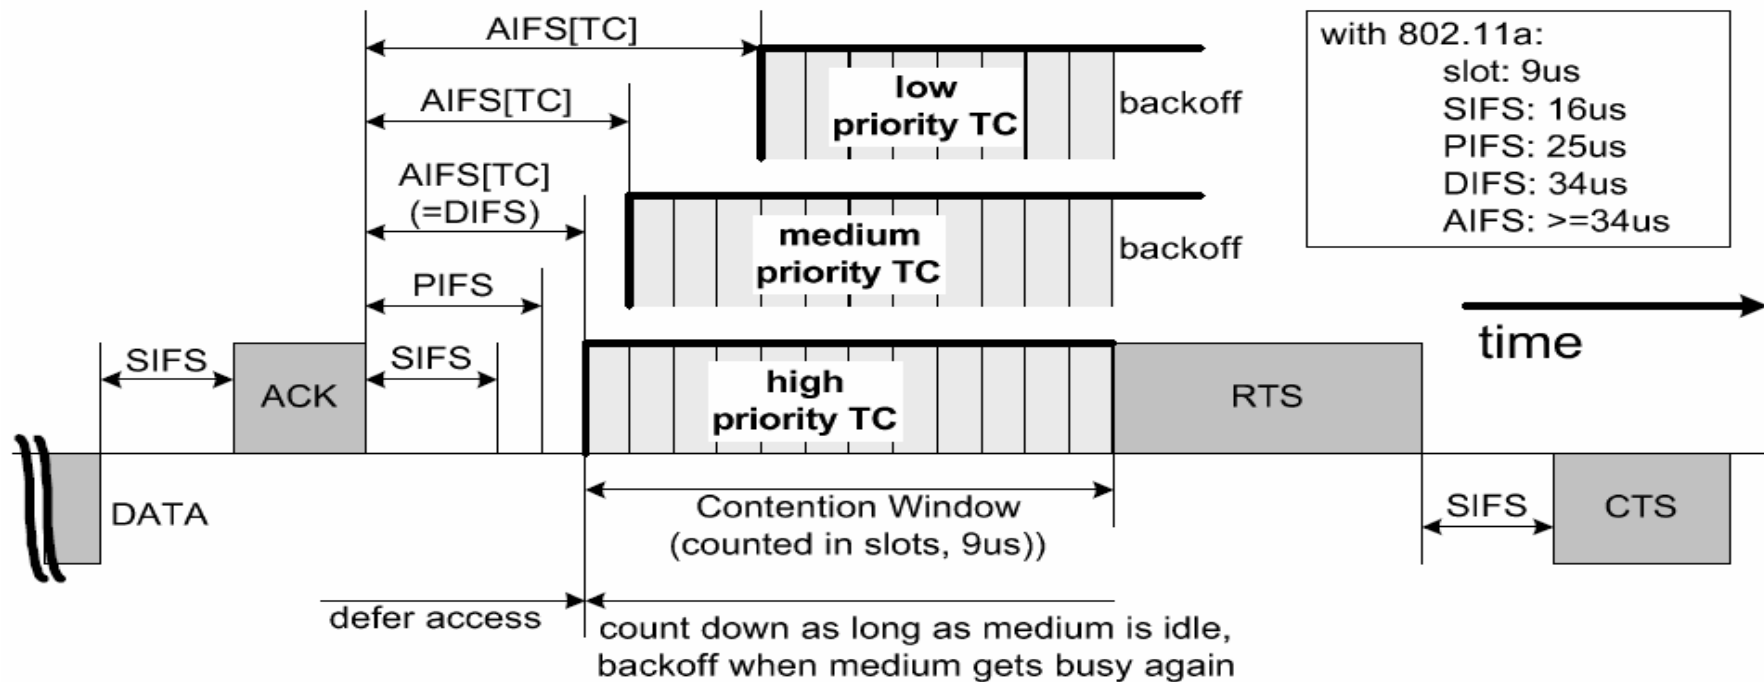 AIFS[TC]
AIFS[TC]
AIFS[TC]
(=DIFS)
PIFS
SIFS
SIFS
ACK
DATA
low
priority TC
backoff
medium
priority TC
backoff
high
priority TC
with 802.11a:
slot: 9us
SIFS: 16us
PIFS: 25us
DIFS: 34us
AIFS: >=34us
time
RTS
SIFS
CTS
Contention Window
(counted in slots, 9us))
defer access
count down as long as medium is idle,
backoff when medium gets busy again